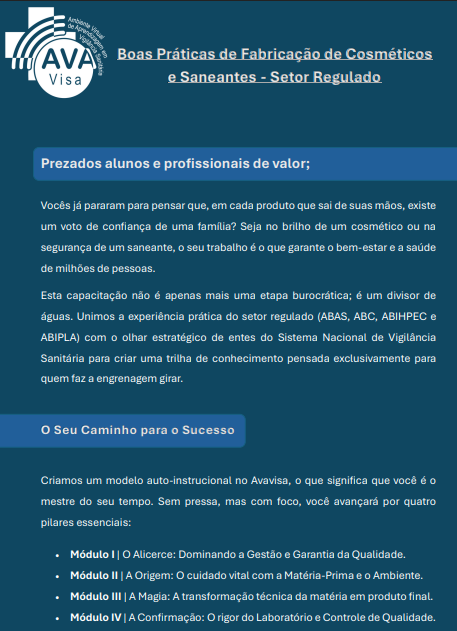 Ambiente Virtual
de Aprendizagem em
Vigilância Sanitária
AVA
Visa
Boas Práticas de Fabricação de Cosméticos
e Saneantes - Setor Regulado
Prezados alunos e profissionais de valor;
Vocês já pararam para pensar que, em cada produto que sai de suas mãos, existe
um voto de confiança de uma família? Seja no brilho de um cosmético ou na
segurança de um saneante, o seu trabalho é o que garante o bem-estar e a saúde
de milhões de pessoas.
Esta capacitação não é apenas mais uma etapa burocrática; é um divisor de
águas. Unimos a experiência prática do setor regulado (ABAS, ABC, ABIHPEC e
ABIPLA) com o olhar estratégico de entes do Sistema Nacional de Vigilância
Sanitária para criar uma trilha de conhecimento pensada exclusivamente para
quem faz a engrenagem girar.
O Seu Caminho para o Sucesso
Criamos um modelo auto-instrucional no Avavisa, o que significa que você é o
mestre do seu tempo. Sem pressa, mas com foco, você avançará por quatro
pilares essenciais:
• Módulo I | O Alicerce: Dominando a Gestão e Garantia da Qualidade.
• Módulo II | A Origem: O cuidado vital com a Matéria-Prima e o Ambiente.
• Módulo III | A Magia: A transformação técnica da matéria em produto final.
• Módulo IV | A Confirmação: O rigor do Laboratório e Controle de Qualidade.